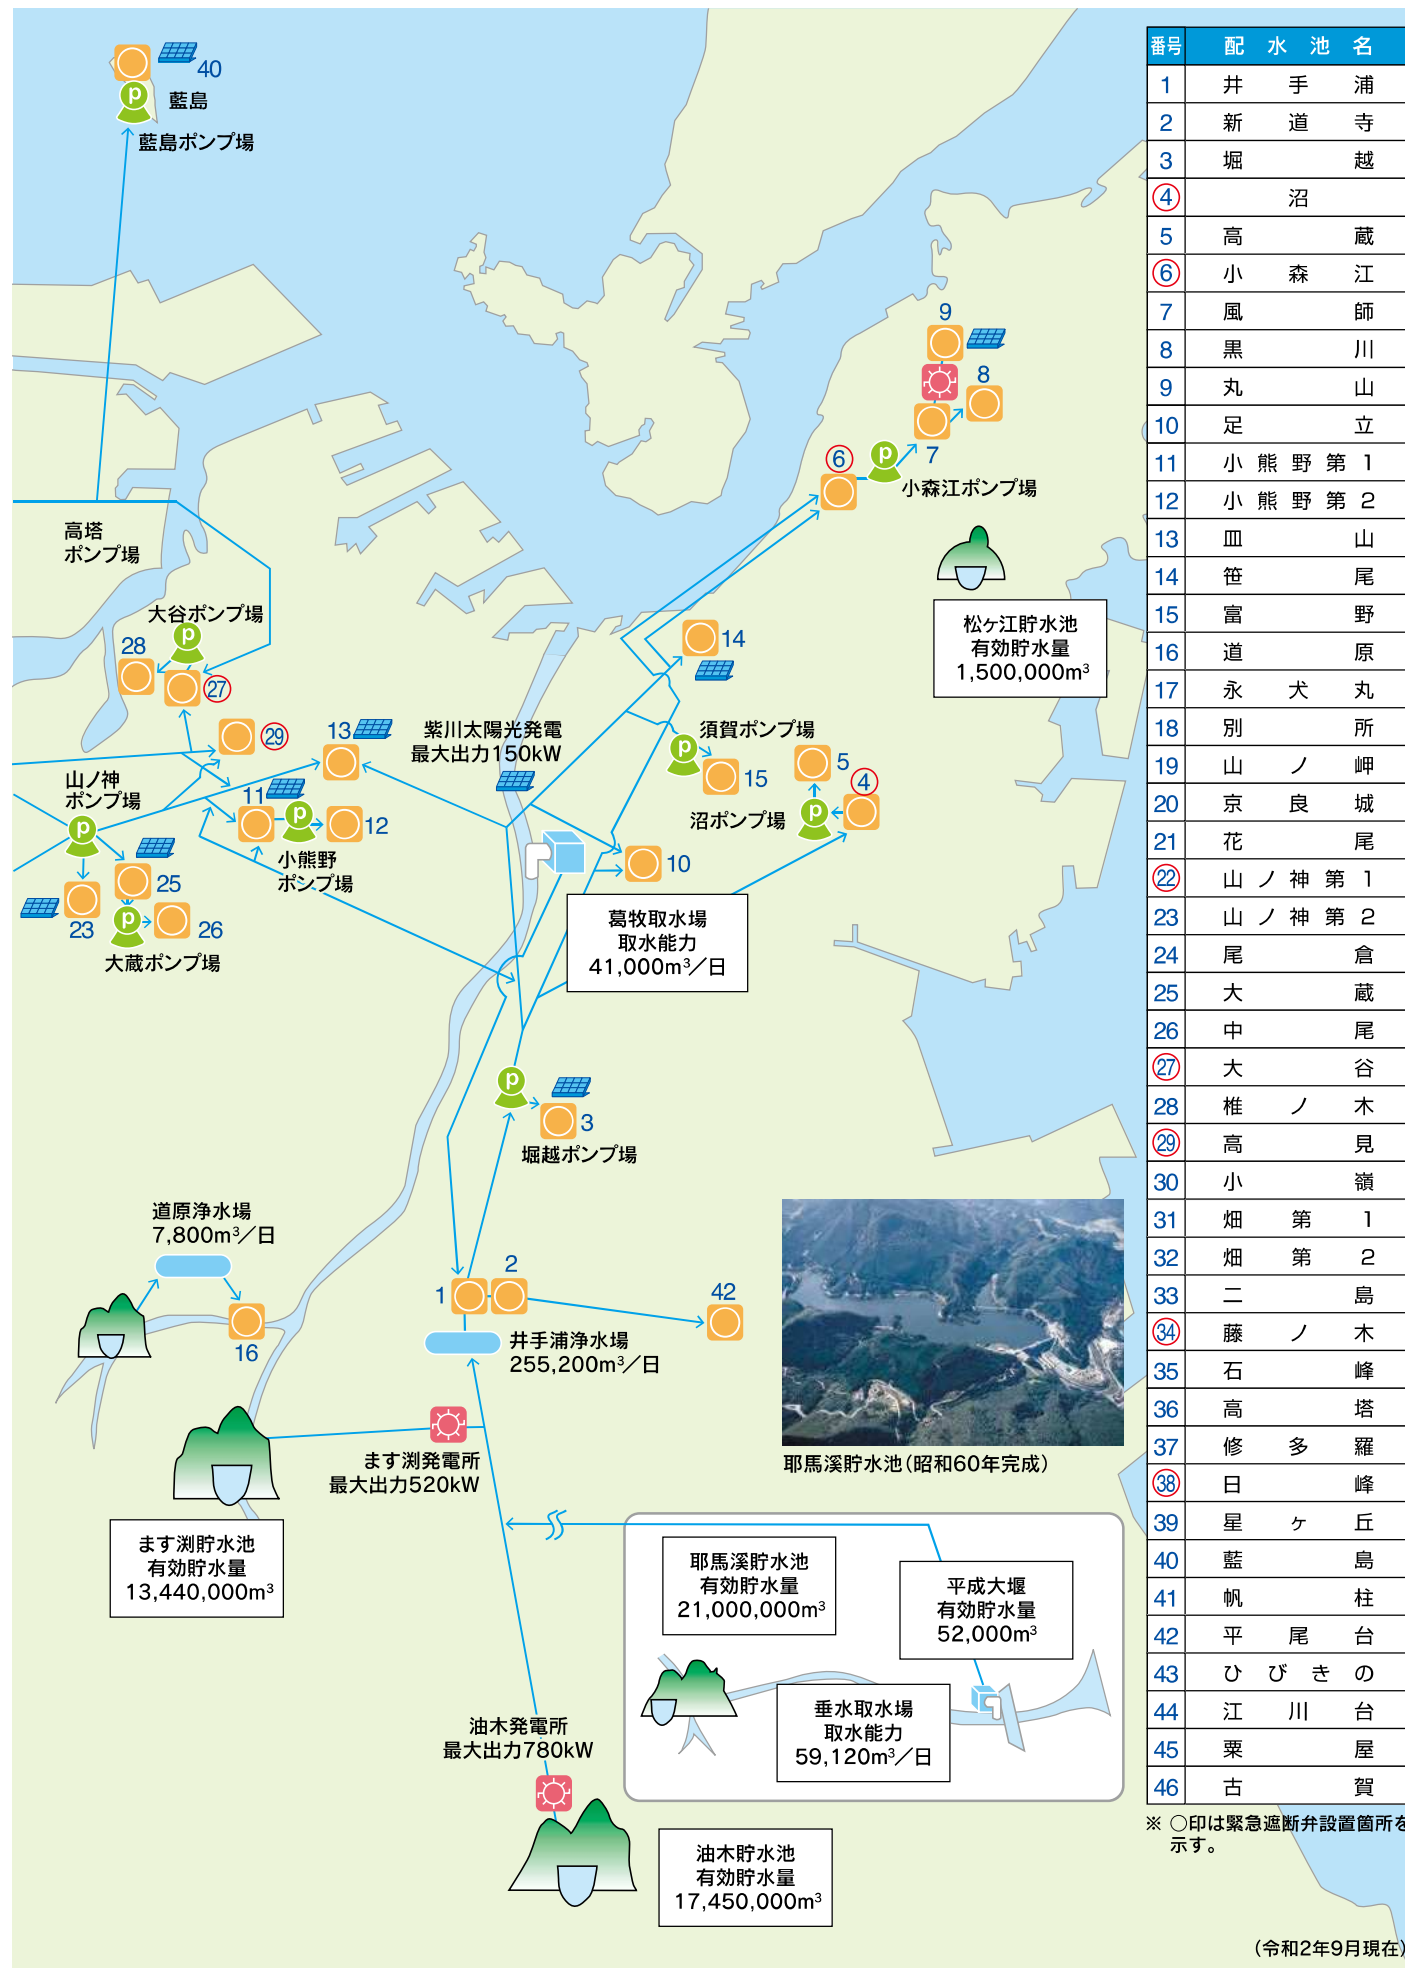 40
藍島
藍島ポンプ場
9
8
7
6
小森江ポンプ場
高塔
ポンプ場
松ヶ江貯水池
有効貯水量
1,500,000m³
大谷ポンプ場
28
27
14
29
13
紫川太陽光発電
最大出力150kW
須賀ポンプ場
15
5
4
沼ポンプ場
山ノ神
ポンプ場
11
12
小熊野
ポンプ場
10
25
23
26
大蔵ポンプ場
葛牧取水場
取水能力
41,000m³／日
3
堀越ポンプ場
道原浄水場
7,800m³／日
16
1
2
42
井手浦浄水場
255,200m³／日
ます渕発電所
最大出力520kW
耶馬溪貯水池（昭和60年完成）
ます渕貯水池
有効貯水量
13,440,000m³
耶馬溪貯水池
有効貯水量
21,000,000m³
平成大堰
有効貯水量
52,000m³
垂水取水場
取水能力
59,120m³／日
油木発電所
最大出力780kW
油木貯水池
有効貯水量
17,450,000m³
番号 配水池名
1 井手浦
2 新道寺
3 堀越
④ 沼
5 高蔵
⑥ 小森江
7 風師
8 黒川
9 丸山
10 足立
11 小熊野第1
12 小熊野第2
13 皿山
14 笹尾
15 富野
16 道原
17 永犬丸
18 別所
19 山ノ岬
20 京良城
21 花尾
㉒ 山ノ神第1
23 山ノ神第2
24 尾倉
25 大蔵
26 中尾
㉗ 大谷
28 椎ノ木
㉙ 高見
30 小嶺
31 畑第1
32 畑第2
33 二島
㉞ 藤ノ木
35 石峰
36 高塔
37 修多羅
㊳ 日峰
39 星ヶ丘
40 藍島
41 帆柱
42 平尾台
43 ひびきの
44 江川台
45 粟屋
46 古賀
※ ○印は緊急遮断弁設置箇所を
示す。
（令和2年9月現在）